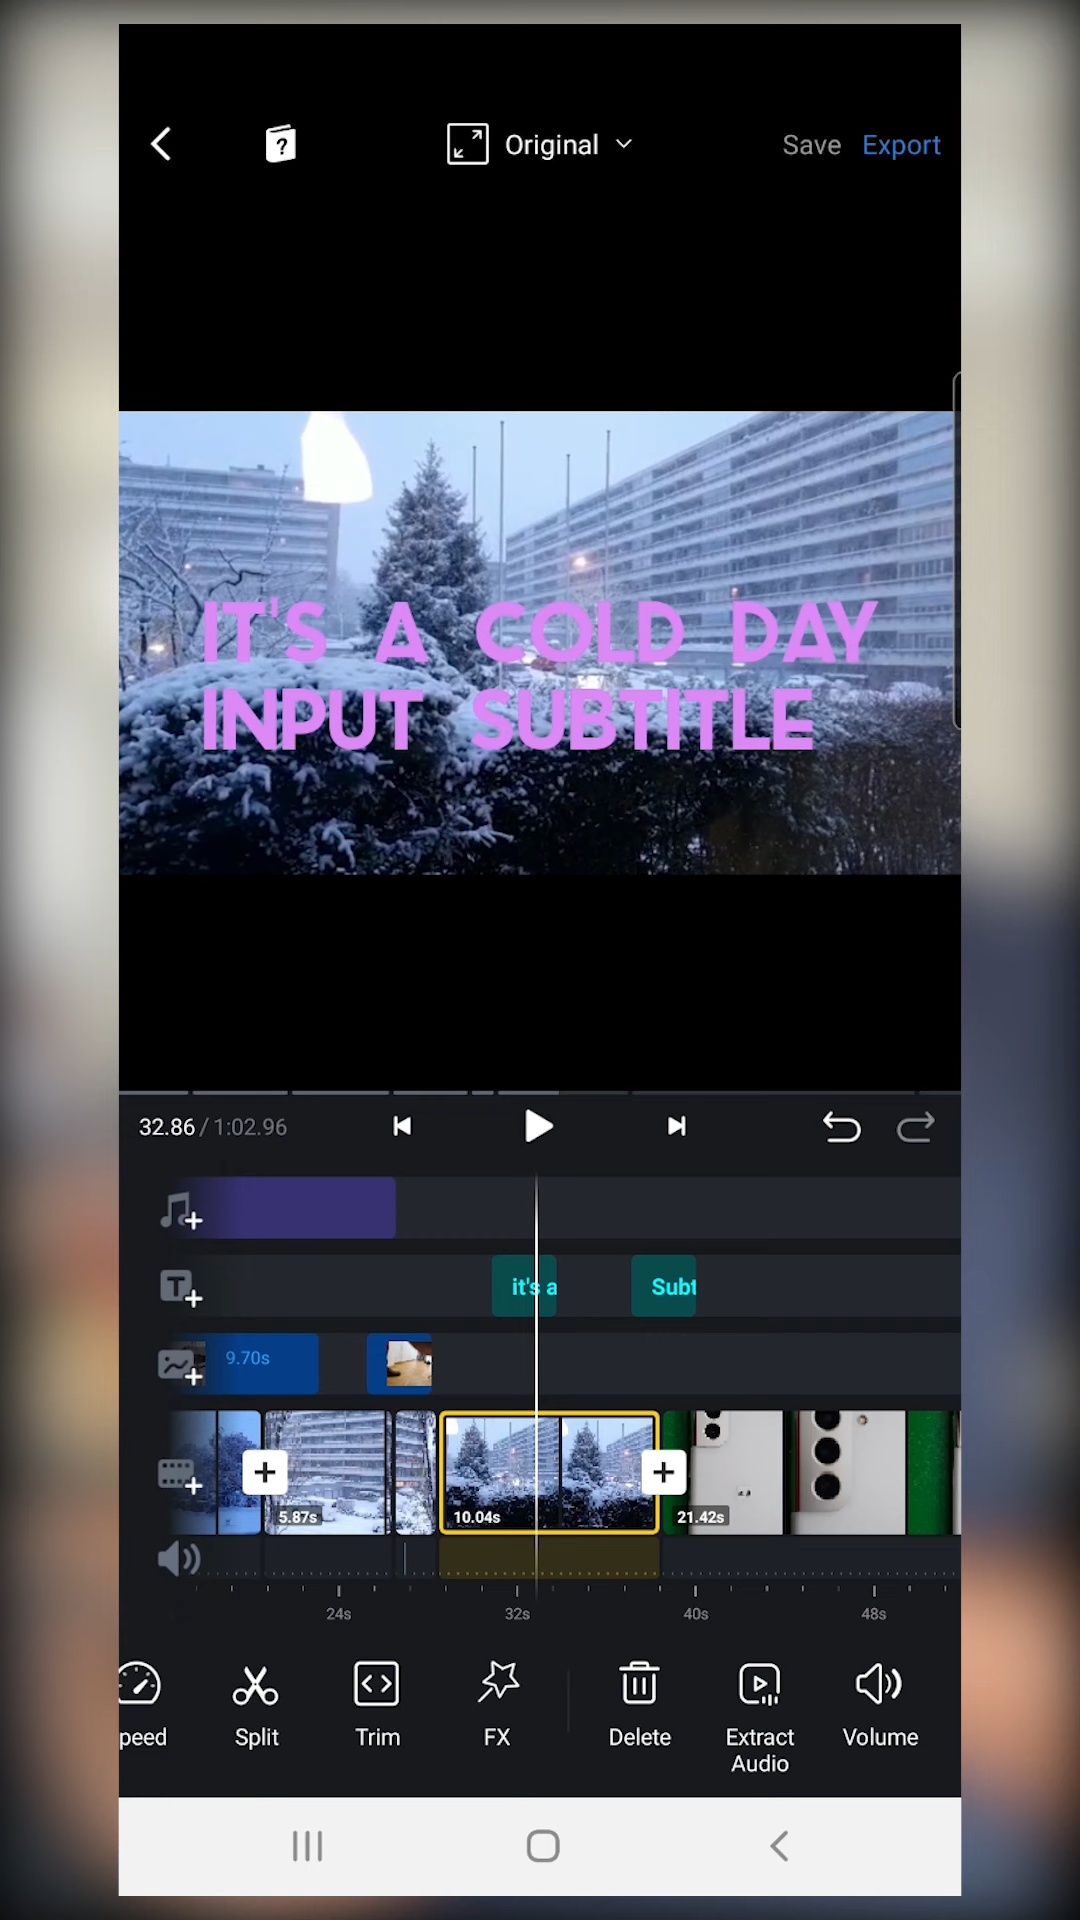 Original
Save Export
IT'S A COLD DAY
INPUT SUBTITLE
32.86 / 1:02.96
it's a
Subt
9.70s
5.87s
10.04s
21.42s
24s 32s 40s 48s
peed
Split
Trim
FX
Delete
Extract
Audio
Volume